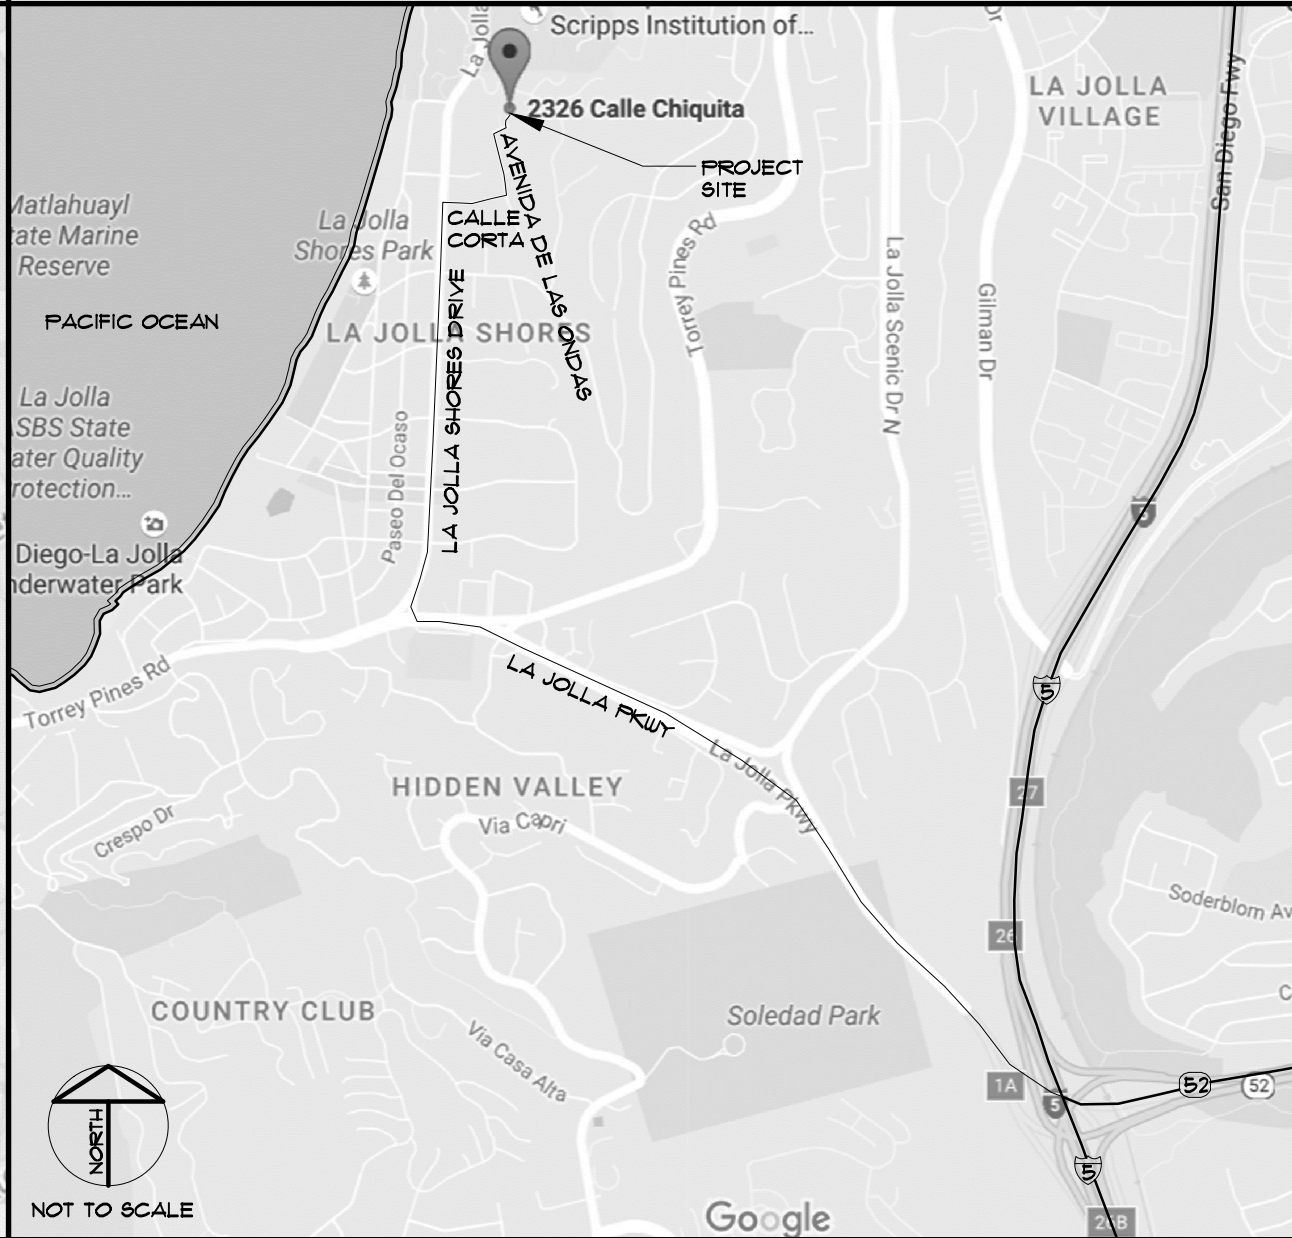 La Jolla
Scripps Institution of...
Dr
2326 Calle Chiquita
LA JOLLA
VILLAGE
San Diego Fwy
PROJECT
SITE
AVENIDA DE LAS ONDAS
CALLE
CORTA
Matlahuayl
tate Marine
Reserve
La Jolla
Shores Park
PACIFIC OCEAN
LA JOLLA SHORES
LA JOLLA SHORES DRIVE
Torrey Pines Rd
La Jolla Scenic Dr N
Gilman Dr
La Jolla
SBS State
ater Quality
rotection...
Paseo Del Ocaso
Diego-La Jolla
nderwater Park
5
Torrey Pines Rd
LA JOLLA PKWY
La Jolla Pkwy
5
HIDDEN VALLEY
27
Via Capri
Crespo Dr
Soderblom Av
26
COUNTRY CLUB
Soledad Park
C
Via Casa Alta
1A
5
52
52
NORTH
5
NOT TO SCALE
Google
26B